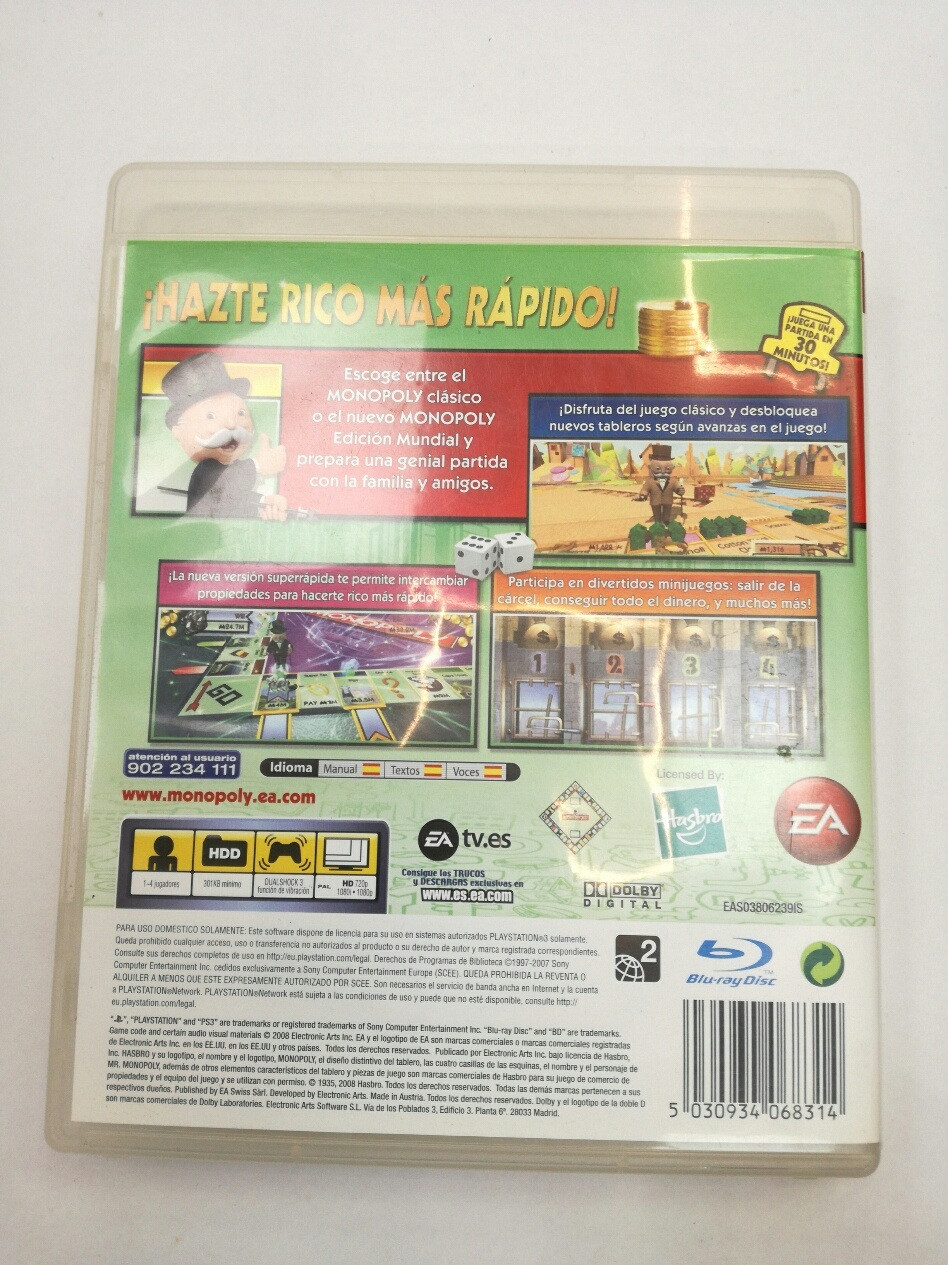 ¡HAZTE RICO MÁS RÁPIDO!
¡JUEGA UNA
PARTIDA EN
30
MINUTOS!
Escoge entre el
MONOPOLY clásico
o el nuevo MONOPOLY
Edición Mundial y
prepara una genial partida
con la familia y amigos.
¡Disfruta del juego clásico y desbloquea
nuevos tableros según avanzas en el juego!
¡La nueva versión superrápida te permite intercambiar
propiedades para hacerte rico más rápido!
Participa en divertidos minijuegos: salir de la
cárcel, conseguir todo el dinero, y muchos más!
GO
PAY
1 2 3 4
atención al usuario
902 234 111
Idioma Manual Textos Voces
www.monopoly.ea.com
Licensed By:
Hasbro
EA
EA tv.es
HDD
1-4 jugadores
301KB mínimo
DUALSHOCK 3
función de vibración
PAL HD 720p
1080i • 1080p
Consigue los TRUCOS
y DESCARGAS exclusivas en
www.es.ea.com
DOLBY
DIGITAL
EAS03806239IS
PARA USO DOMESTICO SOLAMENTE: Este software dispone de licencia para su uso en sistemas autorizados PLAYSTATION®3 solamente.
Queda prohibido cualquier acceso, uso o transferencia no autorizados al producto o su derecho de autor y marca registrada correspondientes.
Consulte sus derechos completos de uso en http://eu.playstation.com/legal. Derechos de Programas de Biblioteca ©1997-2007 Sony
Computer Entertainment Inc. cedidos exclusivamente a Sony Computer Entertainment Europe (SCEE). QUEDA PROHIBIDA LA REVENTA O
ALQUILER A MENOS QUE ESTE EXPRESAMENTE AUTORIZADO POR SCEE. Son necesarios el servicio de banda ancha en Internet y la cuenta
a PLAYSTATION®Network. PLAYSTATION®Network está sujeta a las condiciones de uso y puede que no esté disponible, consulte http://
eu.playstation.com/legal.
2
Blu-ray Disc™
" ", "PLAYSTATION" and "PS3" are trademarks or registered trademarks of Sony Computer Entertainment Inc. "Blu-ray Disc" and "BD" are trademarks.
Game code and certain audio visual materials © 2008 Electronic Arts Inc. EA y el logotipo de EA son marcas comerciales o marcas comerciales registradas
de Electronic Arts Inc. en los EE.UU. en los EE.UU y otros países. Todos los derechos reservados. Publicado por Electronic Arts Inc. bajo licencia de Hasbro,
Inc. HASBRO y su logotipo, el nombre y el logotipo, MONOPOLY, el diseño distintivo del tablero, las cuatro casillas de las esquinas, el nombre y el personaje de
MR. MONOPOLY, además de otros elementos característicos del tablero y piezas de juego son marcas comerciales de Hasbro para su juego de comercio de
propiedades y el equipo del juego y se utilizan con permiso. © 1935, 2008 Hasbro. Todos los derechos reservados. Todas las demás marcas pertenecen a sus
respectivos dueños. Published by EA Swiss Sàrl. Developed by Electronic Arts. Made in Austria. Todos los derechos reservados. Dolby y el logotipo de la doble D
son marcas comerciales de Dolby Laboratories. Electronic Arts Software S.L. Vía de los Poblados 3, Edificio 3. Planta 6ª. 28033 Madrid.
5 030934 068314